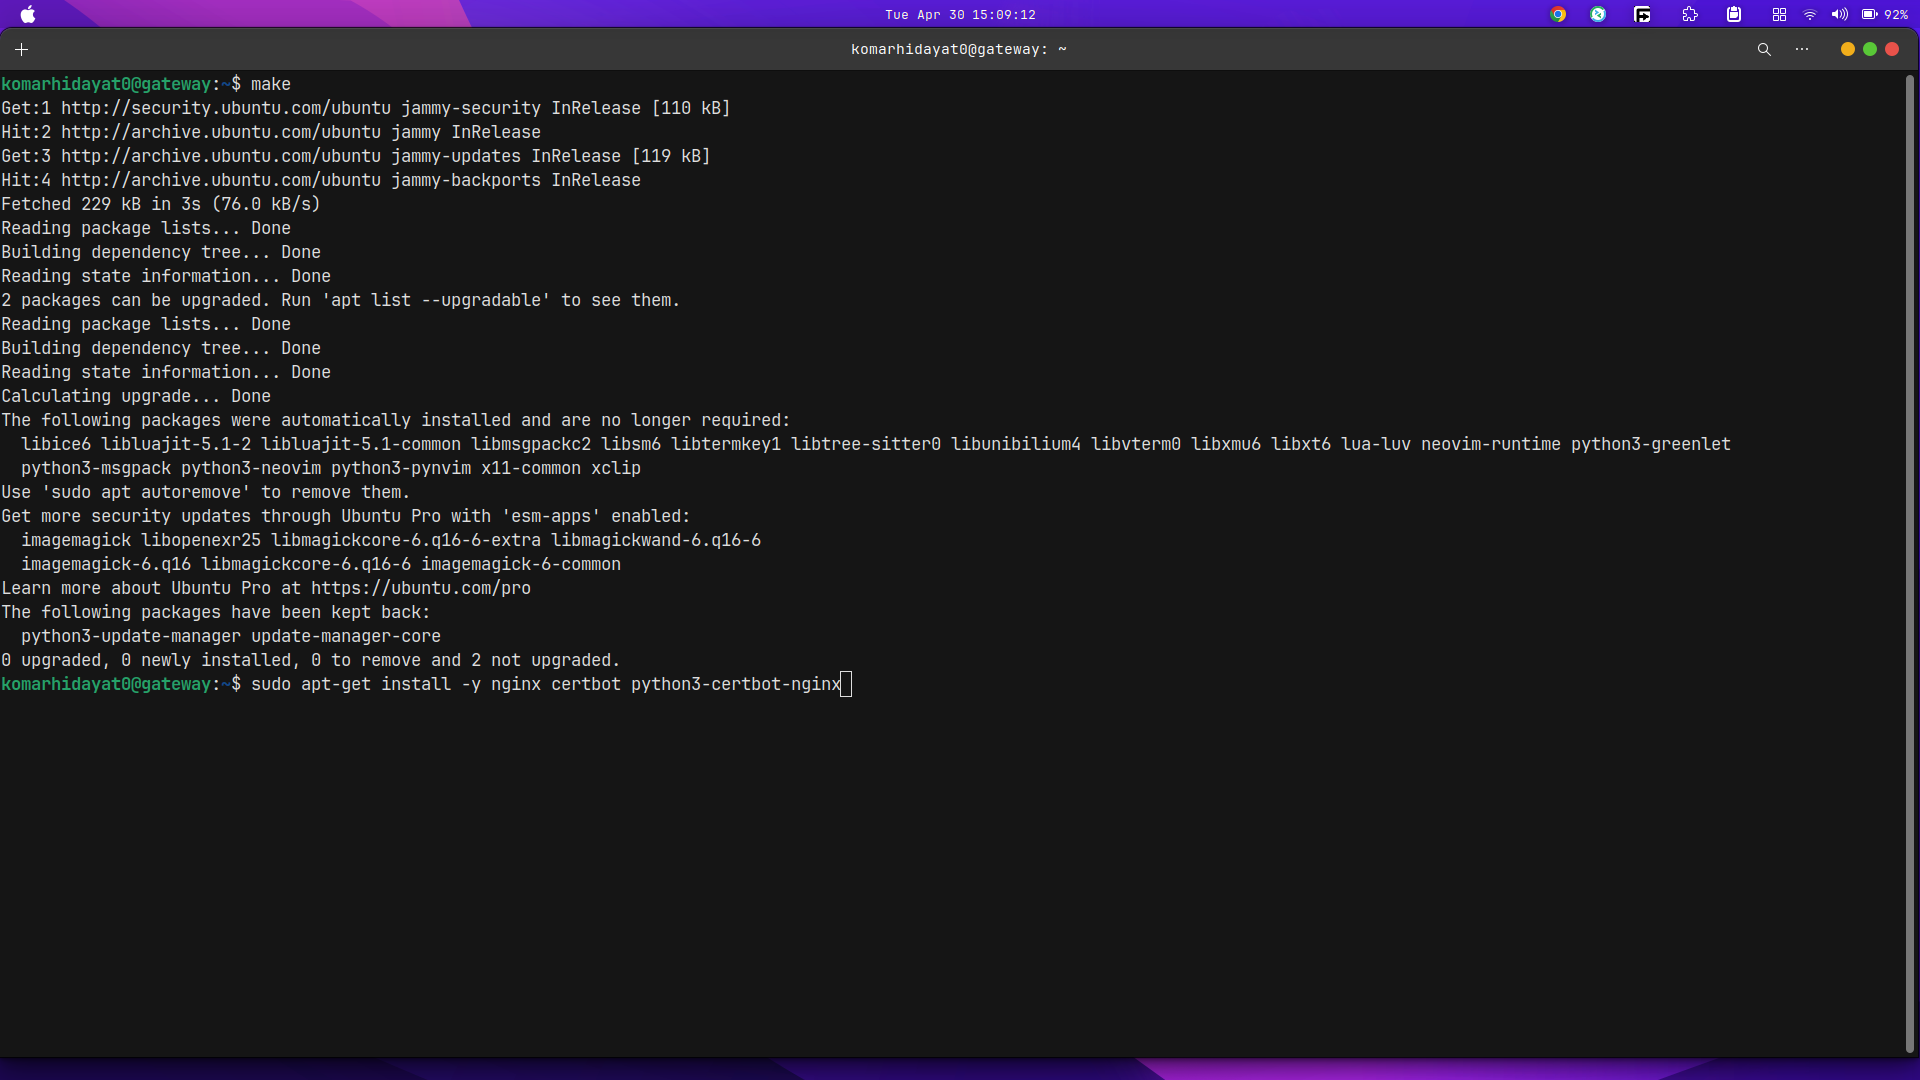 Tue Apr 30 15:09:12
92%
komarhidayat0@gateway: ~
komarhidayat0@gateway:~$ make
Get:1 http://security.ubuntu.com/ubuntu jammy-security InRelease [110 kB]
Hit:2 http://archive.ubuntu.com/ubuntu jammy InRelease
Get:3 http://archive.ubuntu.com/ubuntu jammy-updates InRelease [119 kB]
Hit:4 http://archive.ubuntu.com/ubuntu jammy-backports InRelease
Fetched 229 kB in 3s (76.0 kB/s)
Reading package lists... Done
Building dependency tree... Done
Reading state information... Done
2 packages can be upgraded. Run 'apt list --upgradable' to see them.
Reading package lists... Done
Building dependency tree... Done
Reading state information... Done
Calculating upgrade... Done
The following packages were automatically installed and are no longer required:
  libice6 libluajit-5.1-2 libluajit-5.1-common libmsgpackc2 libsm6 libtermkey1 libtree-sitter0 libunibilium4 libvterm0 libxmu6 libxt6 lua-luv neovim-runtime python3-greenlet
  python3-msgpack python3-neovim python3-pynvim x11-common xclip
Use 'sudo apt autoremove' to remove them.
Get more security updates through Ubuntu Pro with 'esm-apps' enabled:
  imagemagick libopenexr25 libmagickcore-6.q16-6-extra libmagickwand-6.q16-6
  imagemagick-6.q16 libmagickcore-6.q16-6 imagemagick-6-common
Learn more about Ubuntu Pro at https://ubuntu.com/pro
The following packages have been kept back:
  python3-update-manager update-manager-core
0 upgraded, 0 newly installed, 0 to remove and 2 not upgraded.
komarhidayat0@gateway:~$ sudo apt-get install -y nginx certbot python3-certbot-nginx